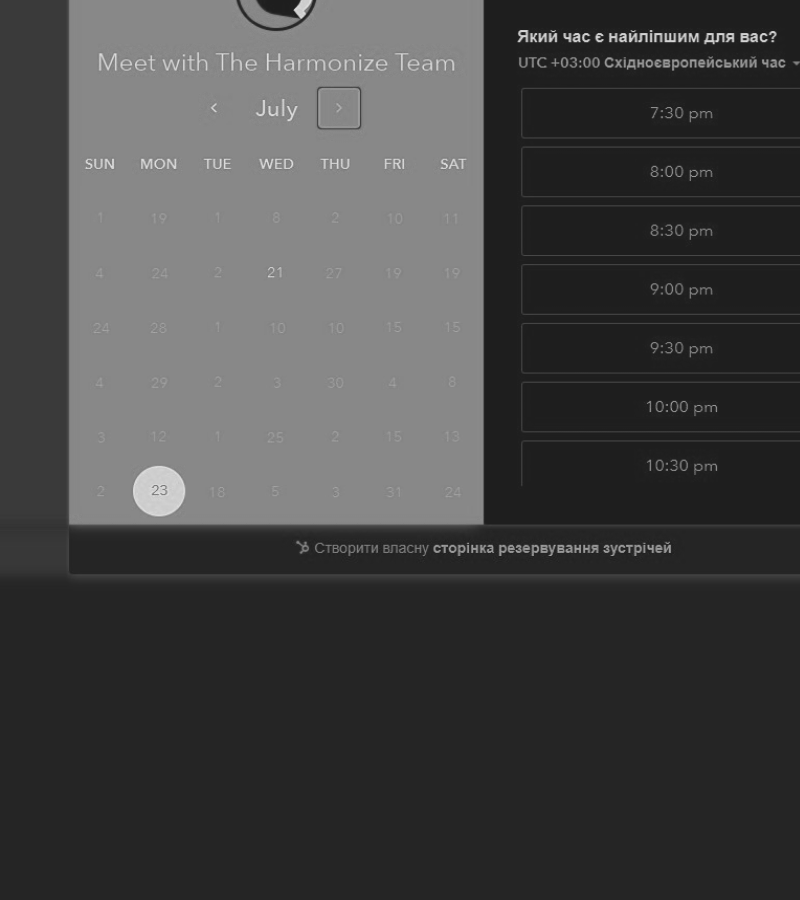 Meet with The Harmonize Team
July
SUN MON TUE WED THU FRI SAT
1 19 1 8 2 10 11
4 24 2 21 27 19 19
24 28 1 10 10 15 15
4 29 2 3 30 4 8
3 12 1 25 2 15 13
2 23 18 5 3 31 24
Який час є найліпшим для вас?
UTC +03:00 Східноєвропейський час
7:30 pm
8:00 pm
8:30 pm
9:00 pm
9:30 pm
10:00 pm
10:30 pm
Створити власну сторінка резервування зустрічей